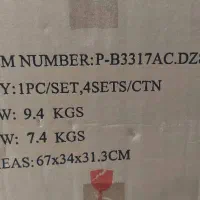 M NUMBER:P-B3317AC.DZ
Y:1PC/SET,4SETS/CTN
W: 9.4 KGS
W: 7.4 KGS
EAS: 67x34x31.3CM